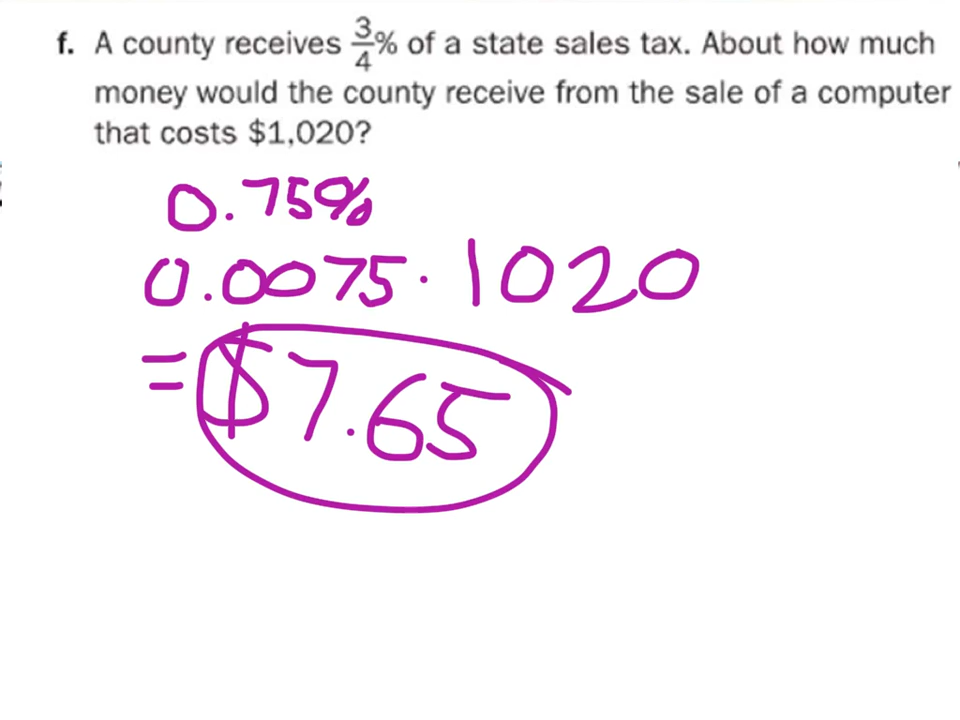 f. A county receives 3/4% of a state sales tax. About how much
money would the county receive from the sale of a computer
that costs $1,020?
0.75%
0.0075 · 1020
= $7.65